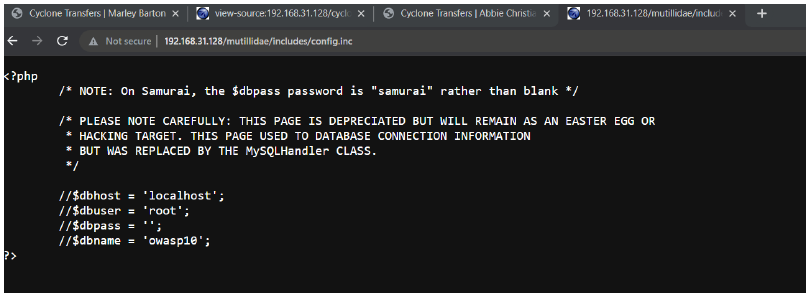 Cyclone Transfers | Marley Barton
view-source:192.168.31.128/cycl
Cyclone Transfers | Abbie Christia
192.168.31.128/mutillidae/includ
Not secure | 192.168.31.128/mutillidae/includes/config.inc
<?php
/* NOTE: On Samurai, the $dbpass password is "samurai" rather than blank */
/* PLEASE NOTE CAREFULLY: THIS PAGE IS DEPRECIATED BUT WILL REMAIN AS AN EASTER EGG OR
* HACKING TARGET. THIS PAGE USED TO DATABASE CONNECTION INFORMATION
* BUT WAS REPLACED BY THE MySQLHandler CLASS.
*/
//$dbhost = 'localhost';
//$dbuser = 'root';
//$dbpass = '';
//$dbname = 'owasp10';
?>